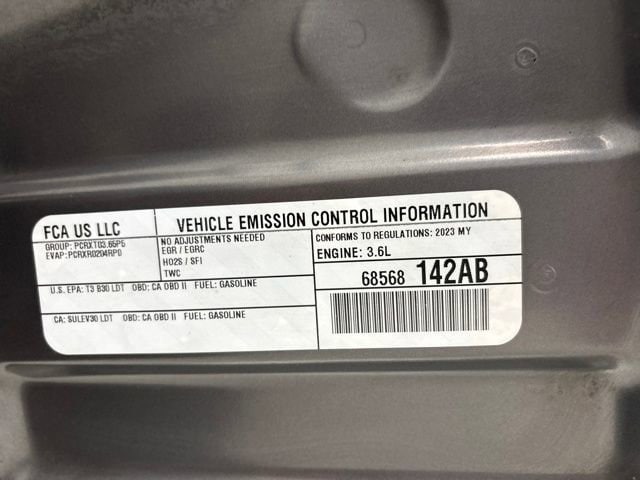 FCA US LLC
GROUP: PCRXT03.65P5
EVAP: PCRXR0204RP0
VEHICLE EMISSION CONTROL INFORMATION
NO ADJUSTMENTS NEEDED
EGR / EGRC
HO2S / SFI
TWC
CONFORMS TO REGULATIONS: 2023 MY
ENGINE: 3.6L
68568 142AB
U.S. EPA: T3 B30 LDT OBD: CA OBD II FUEL: GASOLINE
CA: SULEV30 LDT OBD: CA OBD II FUEL: GASOLINE